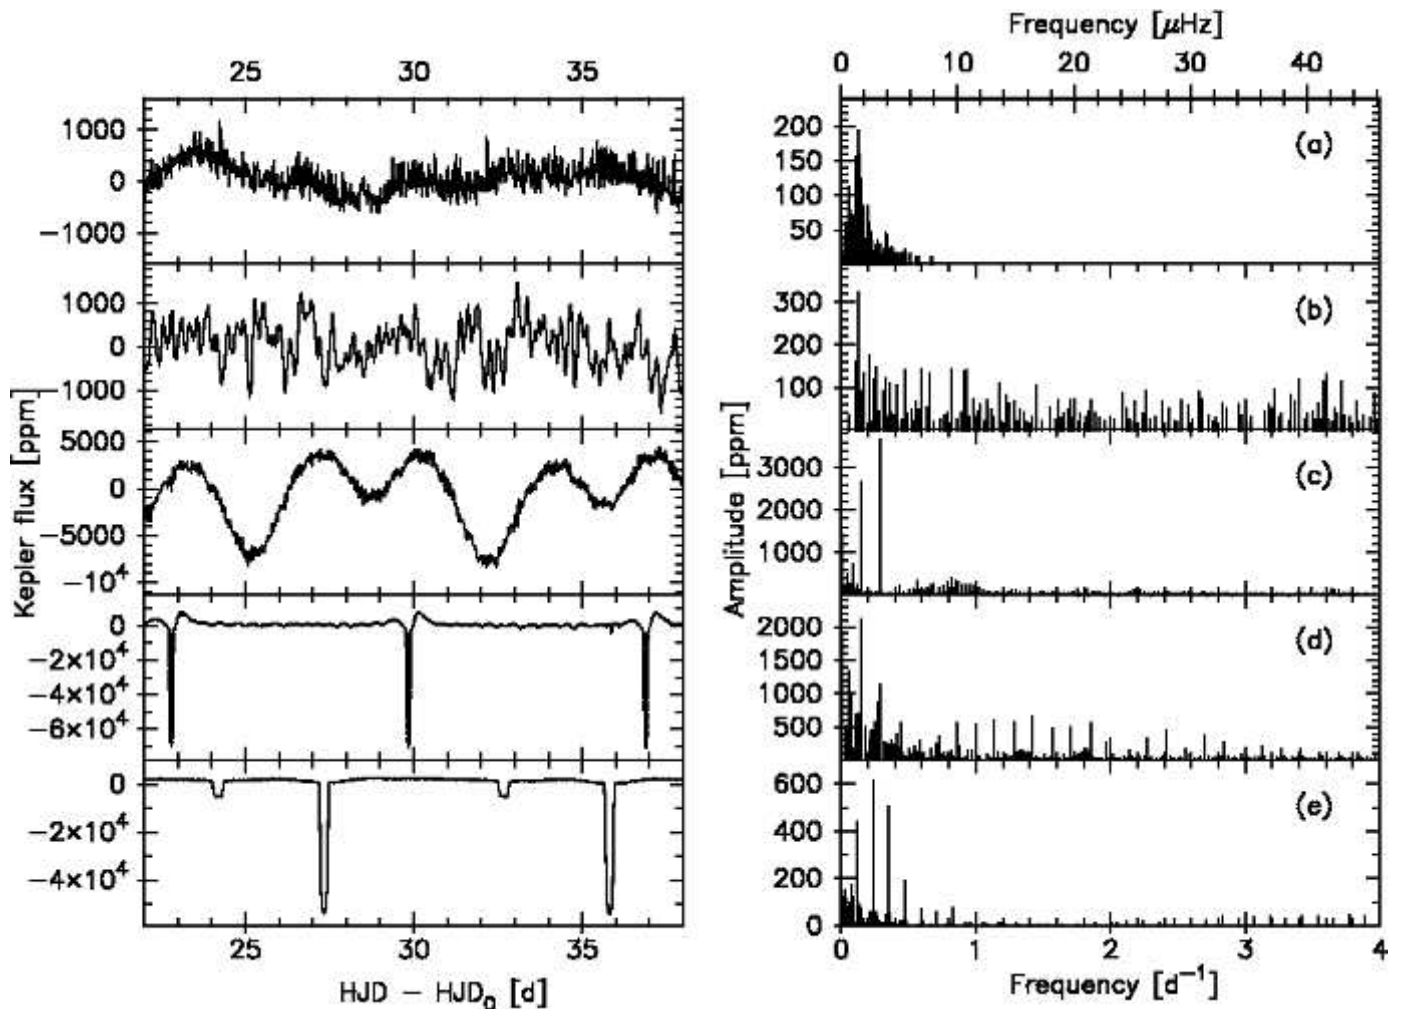 Frequency [μHz]
25 30 35
0 10 20 30 40
1000
0
−1000
200
150
100
50
(a)
1000
0
1000
300
200
100
(b)
5000
0
−5000
−10⁴
3000
2000
1000
(c)
0
−2×10⁴
−4×10⁴
−6×10⁴
2000
1500
1000
500
(d)
0
−2×10⁴
−4×10⁴
600
400
200
0
(e)
Kepler flux [ppm]
Amplitude [ppm]
25 30 35
0 1 2 3 4
HJD − HJD₀ [d]
Frequency [d⁻¹]